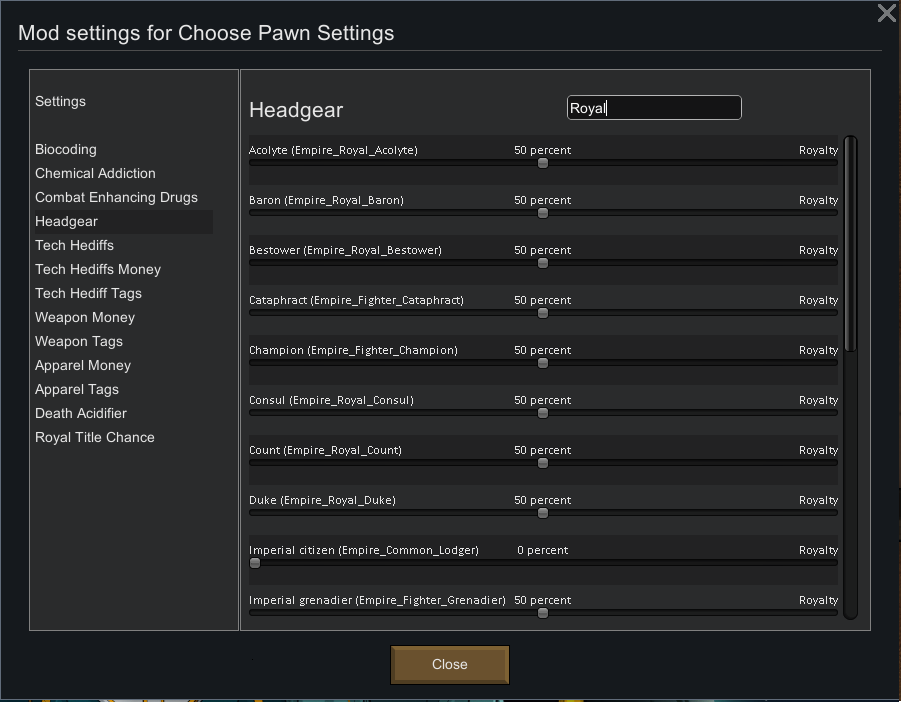 Mod settings for Choose Pawn Settings
Settings
Biocoding
Chemical Addiction
Combat Enhancing Drugs
Headgear
Tech Hediffs
Tech Hediffs Money
Tech Hediff Tags
Weapon Money
Weapon Tags
Apparel Money
Apparel Tags
Death Acidifier
Royal Title Chance
Headgear
Royal
Acolyte (Empire_Royal_Acolyte) 50 percent Royalty
Baron (Empire_Royal_Baron) 50 percent Royalty
Bestower (Empire_Royal_Bestower) 50 percent Royalty
Cataphract (Empire_Fighter_Cataphract) 50 percent Royalty
Champion (Empire_Fighter_Champion) 50 percent Royalty
Consul (Empire_Royal_Consul) 50 percent Royalty
Count (Empire_Royal_Count) 50 percent Royalty
Duke (Empire_Royal_Duke) 50 percent Royalty
Imperial citizen (Empire_Common_Lodger) 0 percent Royalty
Imperial grenadier (Empire_Fighter_Grenadier) 50 percent Royalty
Close